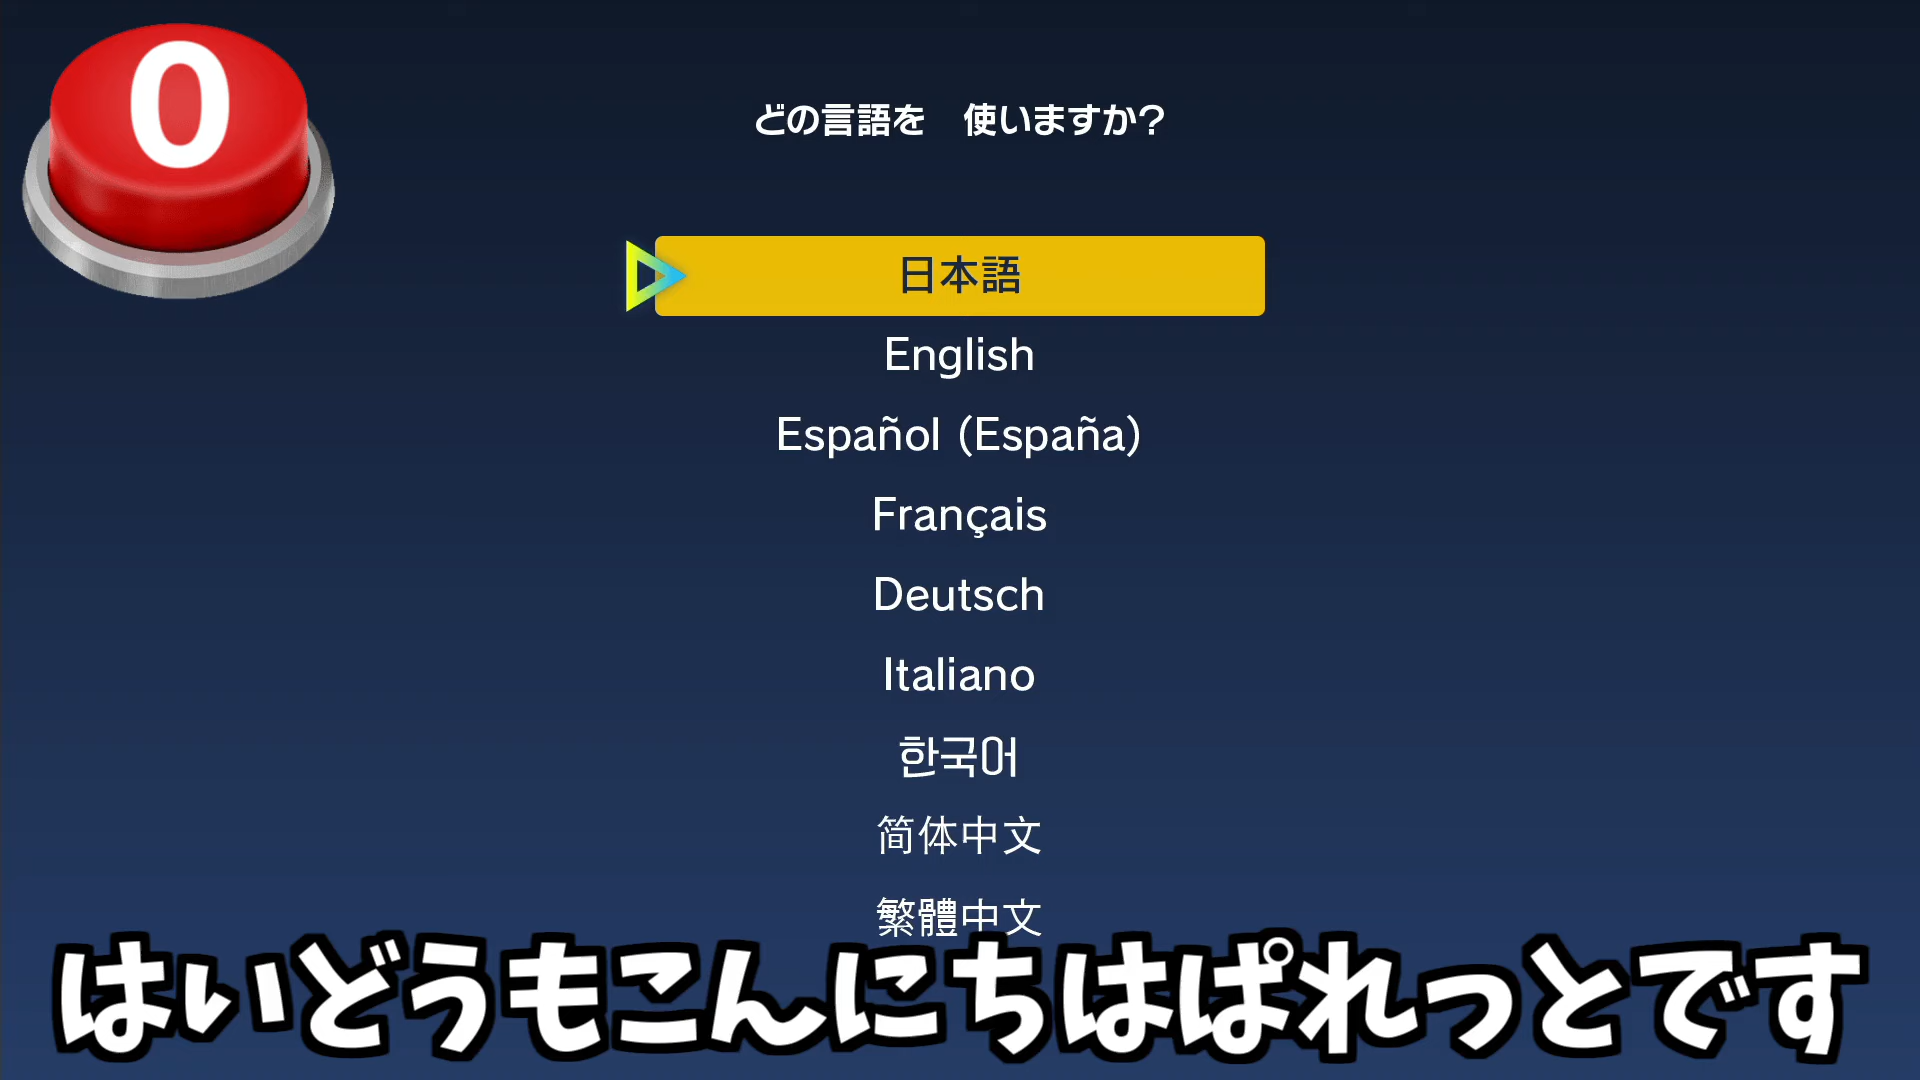 0
どの言語を　使いますか?
日本語
English
Español (España)
Français
Deutsch
Italiano
한국어
简体中文
繁體中文
はいどうもこんにちはぱれっとです